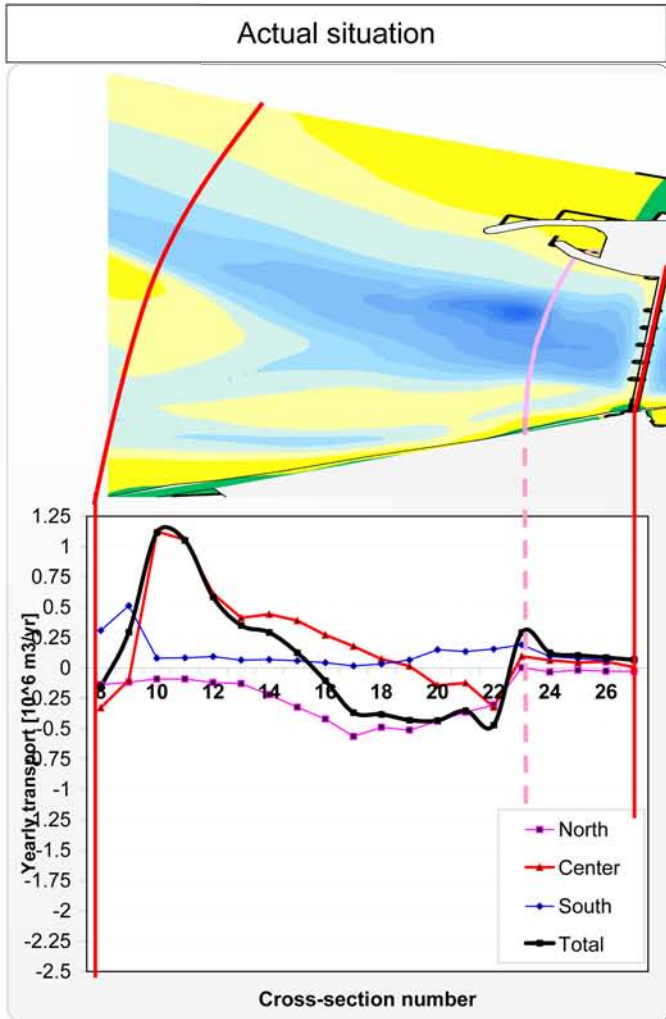 Actual situation
1.25
1
0.75
0.5
0.25
0
-0.25
-0.5
-0.75
-1
-1.25
-1.5
-1.75
-2
-2.25
-2.5
Yearly transport [10^6 m3/yr]
8 10 12 14 16 18 20 22 24 26
North
Center
South
Total
Cross-section number